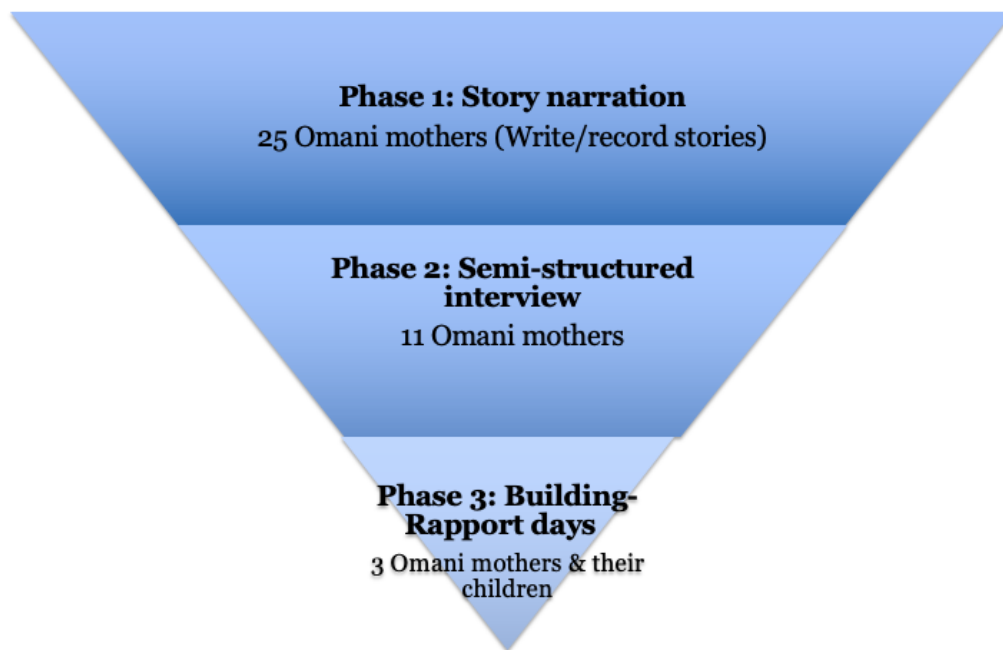 Phase 1: Story narration
25 Omani mothers (Write/record stories)
Phase 2: Semi-structured
interview
11 Omani mothers
Phase 3: Building-
Rapport days
3 Omani mothers & their
children